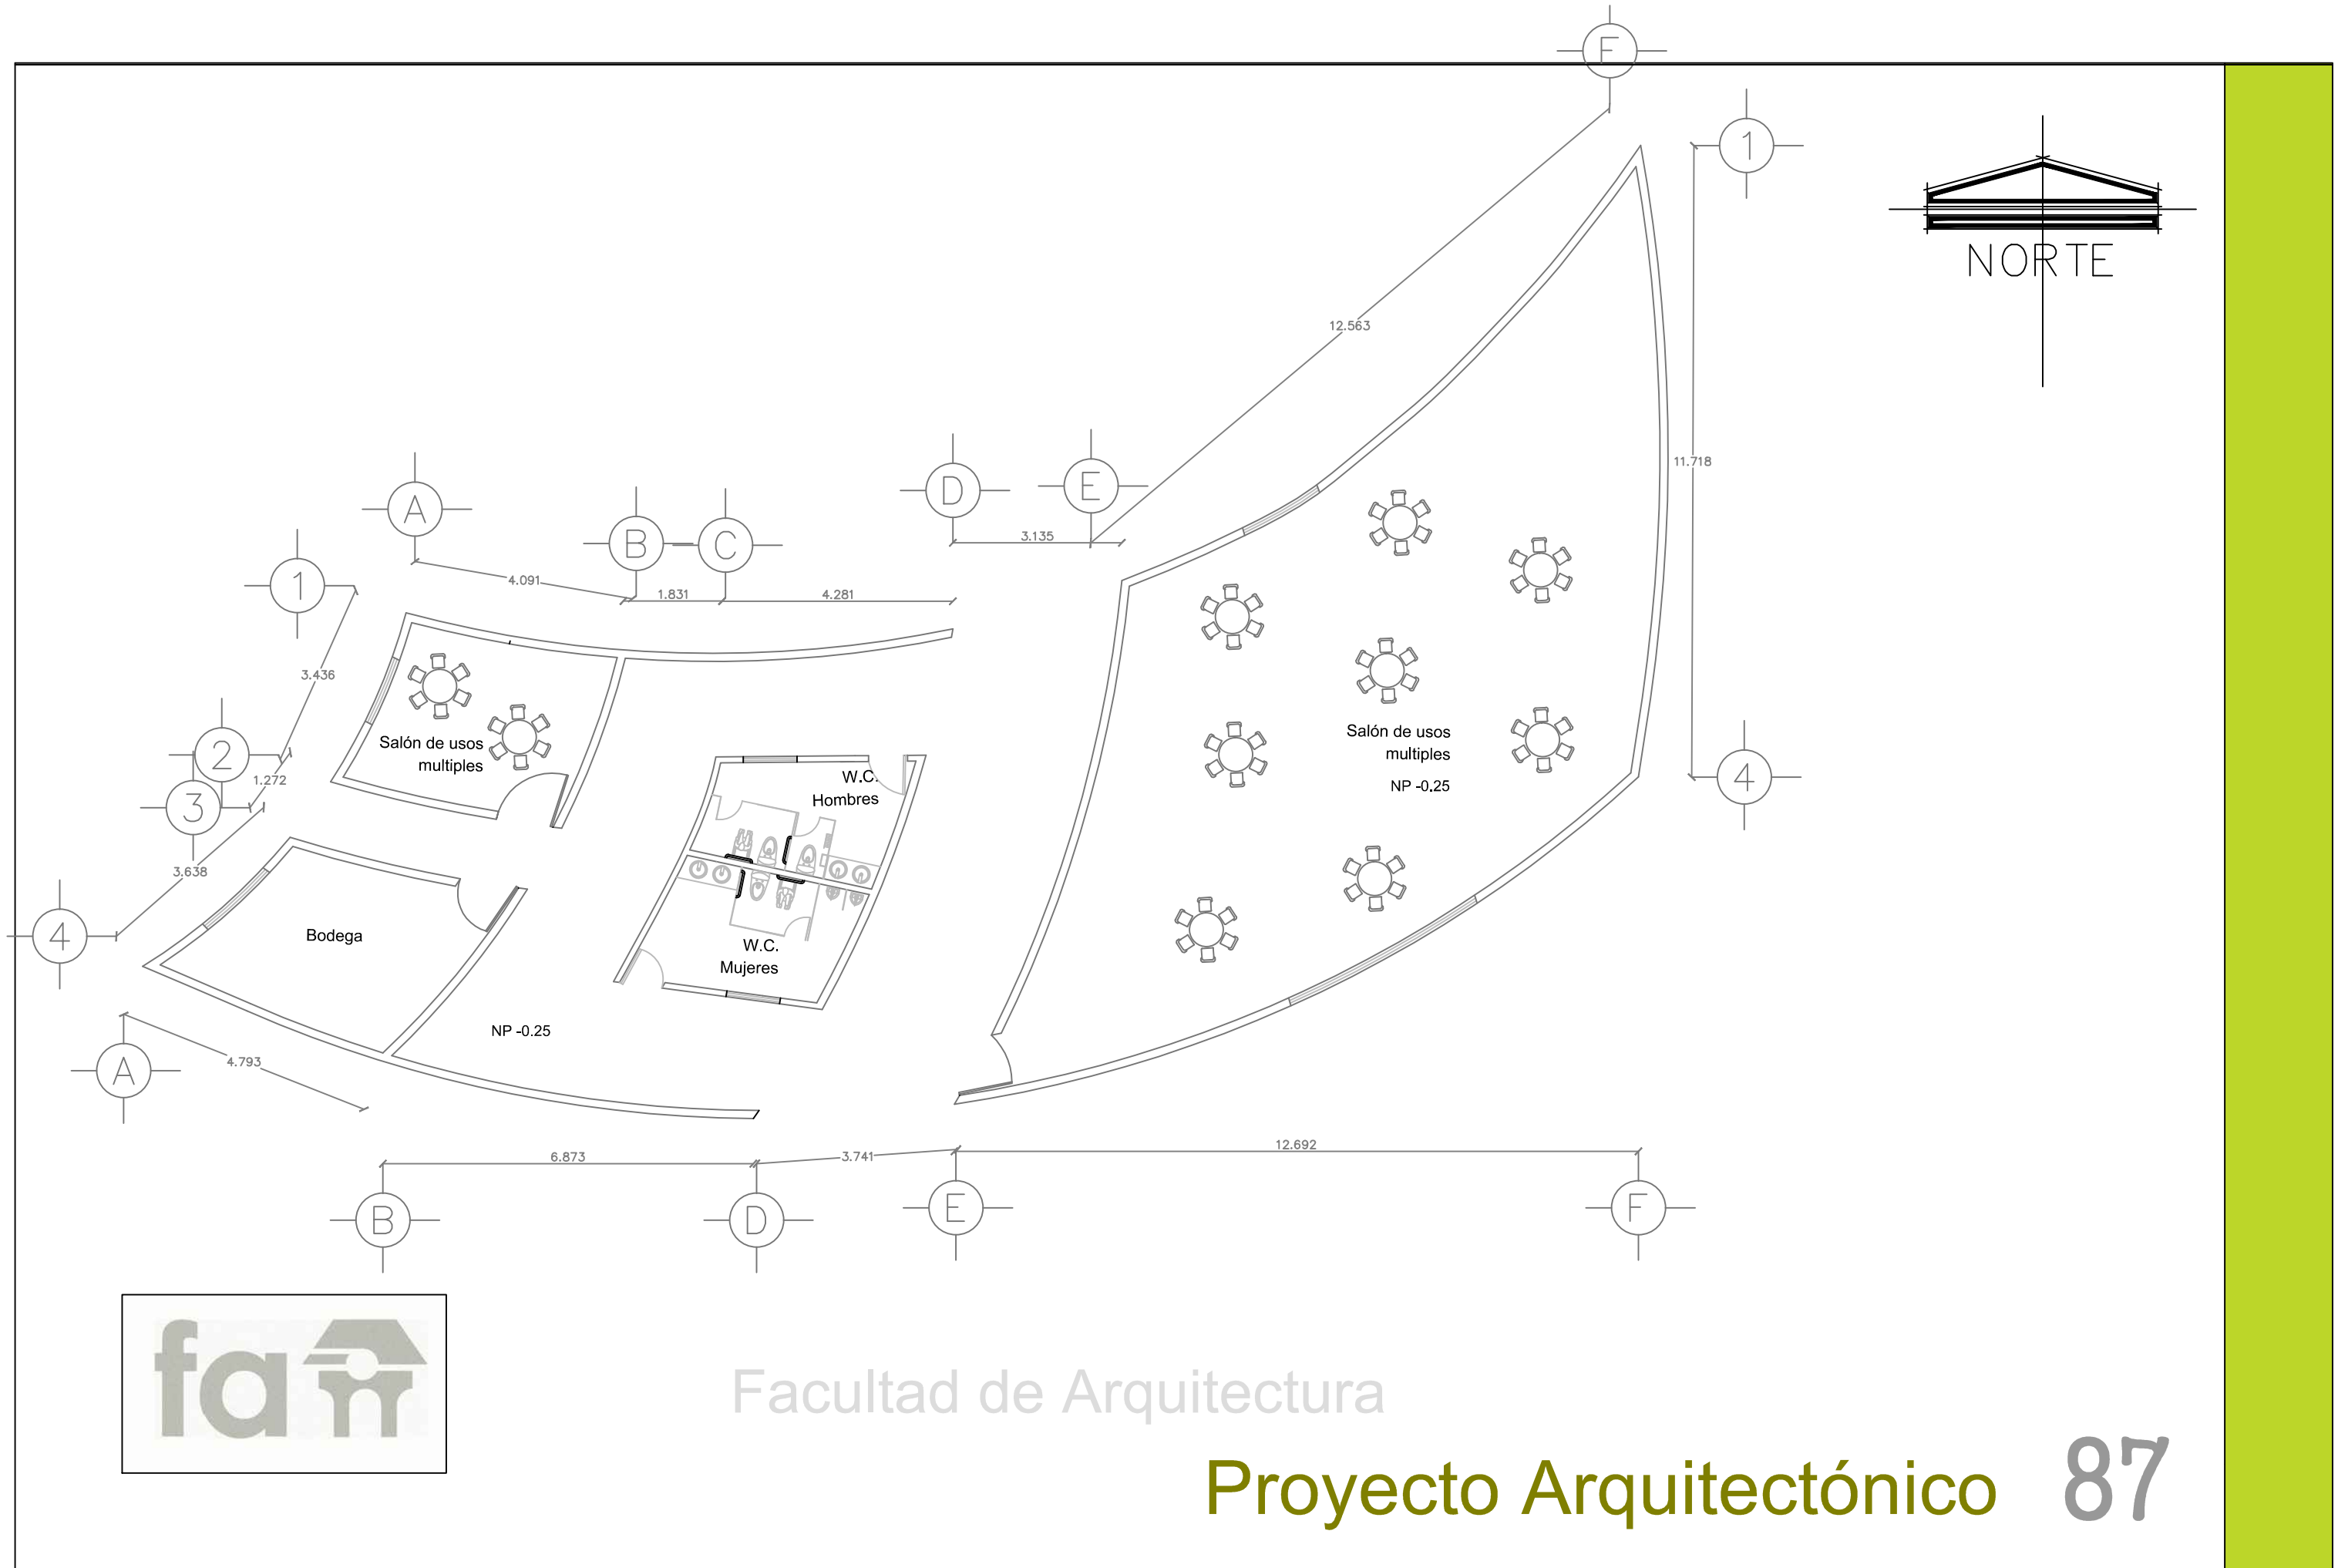 F
1
NORTE
12.563
11.718
A
B
C
D
E
3.135
4.091
1.831
4.281
1
3.436
2
1.272
3
3.638
4
Salón de usos
multiples
W.C.
Hombres
Salón de usos
multiples
NP -0.25
4
Bodega
W.C.
Mujeres
NP -0.25
A
4.793
6.873
3.741
12.692
B
D
E
F
fa
Facultad de Arquitectura
Proyecto Arquitectónico 87